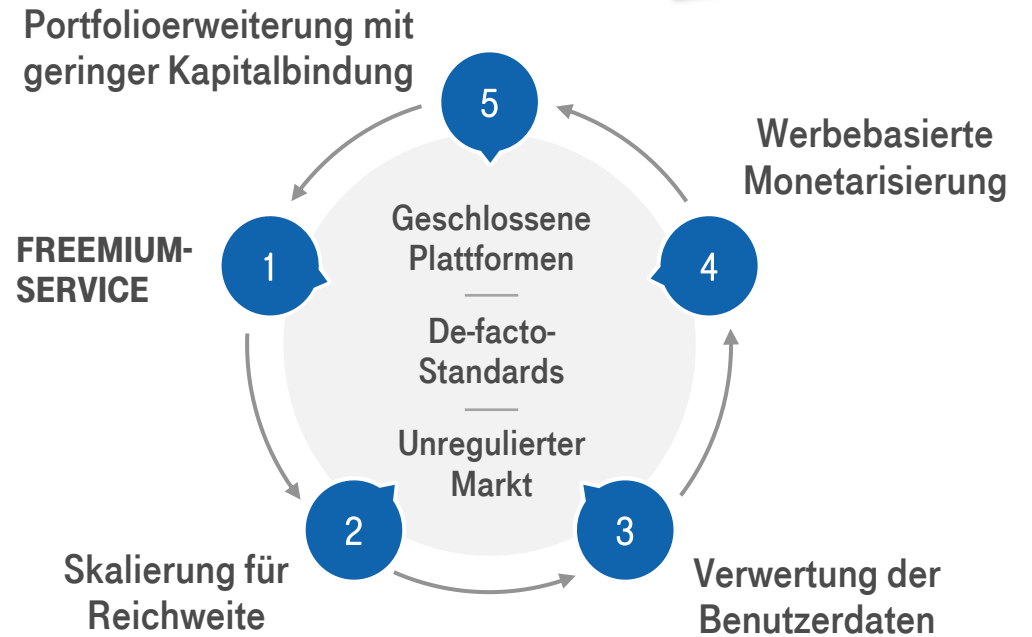 Portfolioerweiterung mit
geringer Kapitalbindung
5
Werbebasierte
Monetarisierung
4
FREEMIUM-
SERVICE
1
Geschlossene
Plattformen
De-facto-
Standards
Unregulierter
Markt
2
Skalierung für
Reichweite
3
Verwertung der
Benutzerdaten